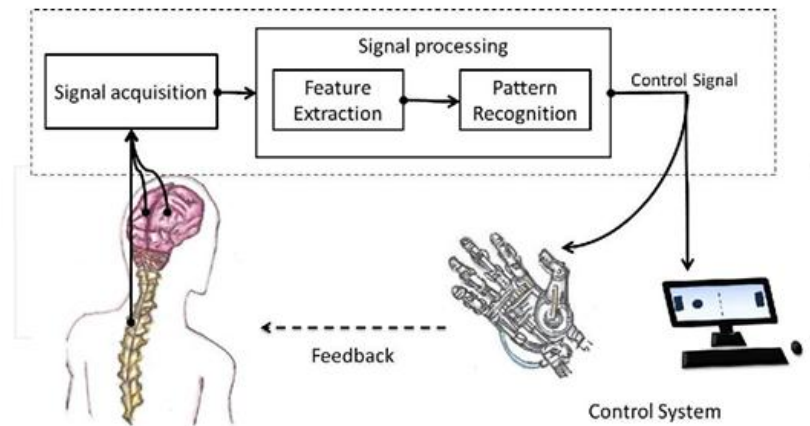 Signal processing
Signal acquisition
Feature
Extraction
Pattern
Recognition
Control Signal
Feedback
Control System